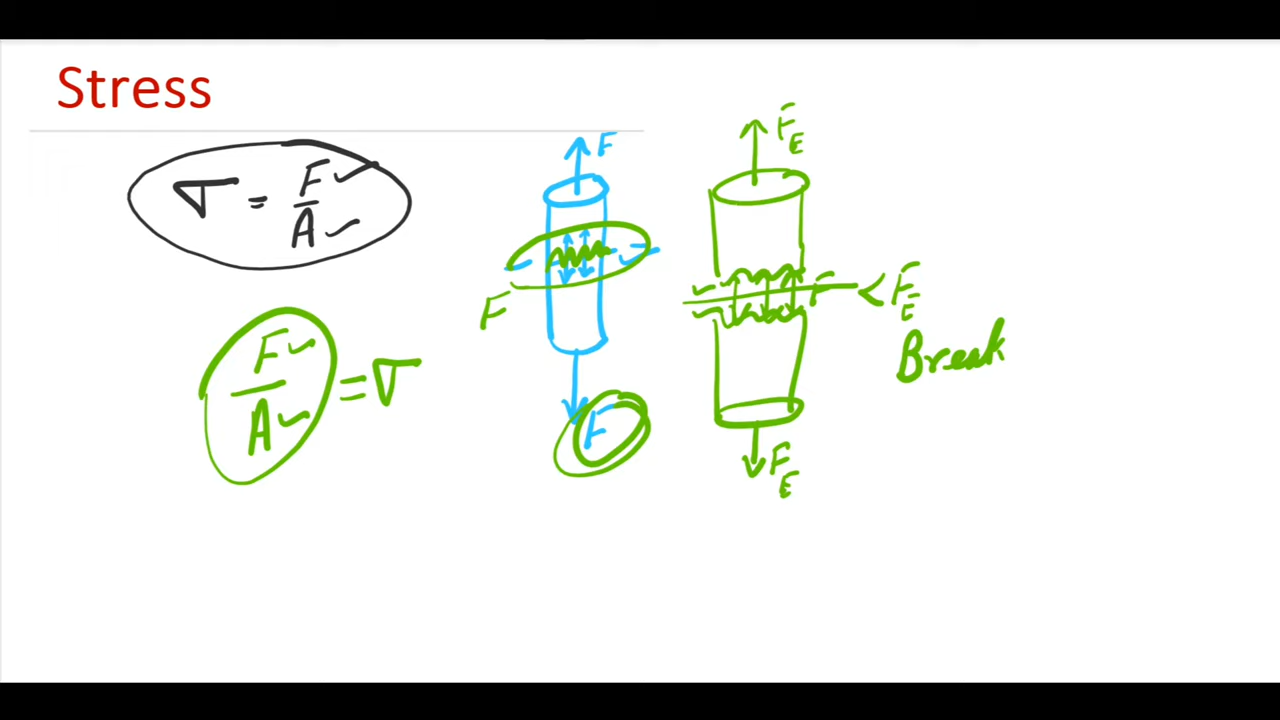 Stress
σ = F/A
F/A = σ
F
F
F
F_E
F < F_E
Break
F_E